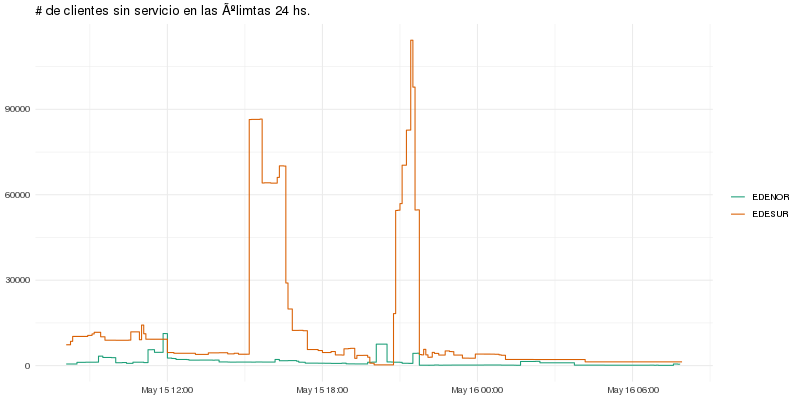 # de clientes sin servicio en las Ãºlimtas 24 hs.
90000
60000
30000
0
May 15 12:00
May 15 18:00
May 16 00:00
May 16 06:00
EDENOR
EDESUR